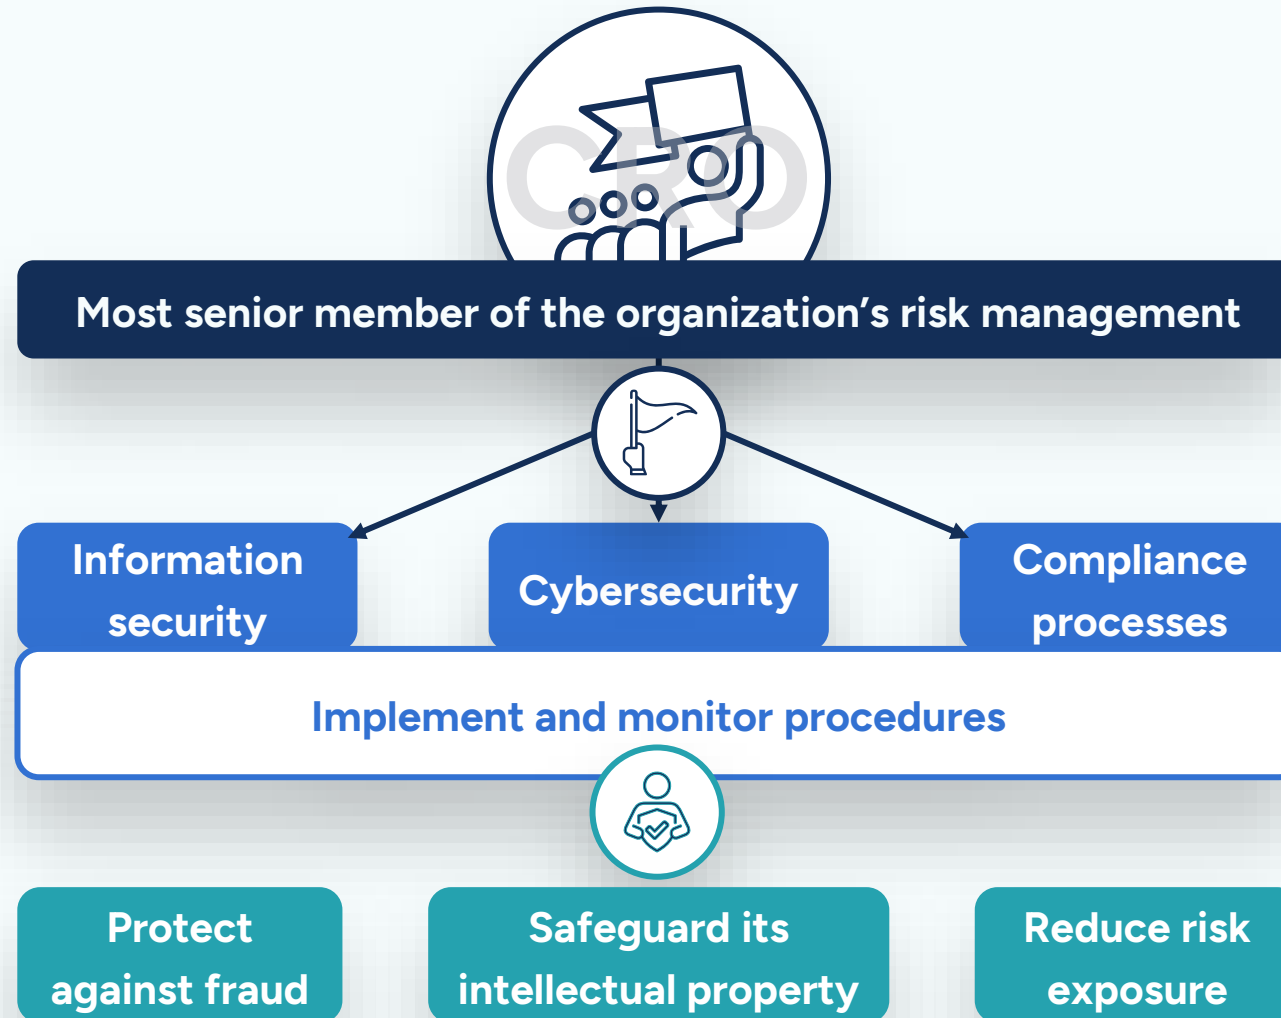 CRO
Most senior member of the organization’s risk management
Information
security
Cybersecurity
Compliance
processes
Implement and monitor procedures
Protect
against fraud
Safeguard its
intellectual property
Reduce risk
exposure